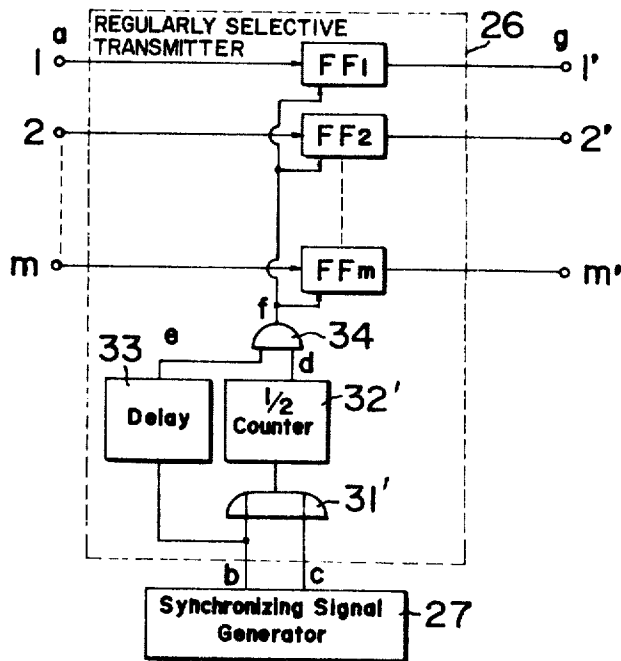 REGULARLY SELECTIVE
TRANSMITTER
26
a
g
1
FF1
1'
2
FF2
2'
m
FFm
m'
f
34
e
d
33
Delay
1/2
Counter
32'
31'
b
c
Synchronizing Signal
Generator
27